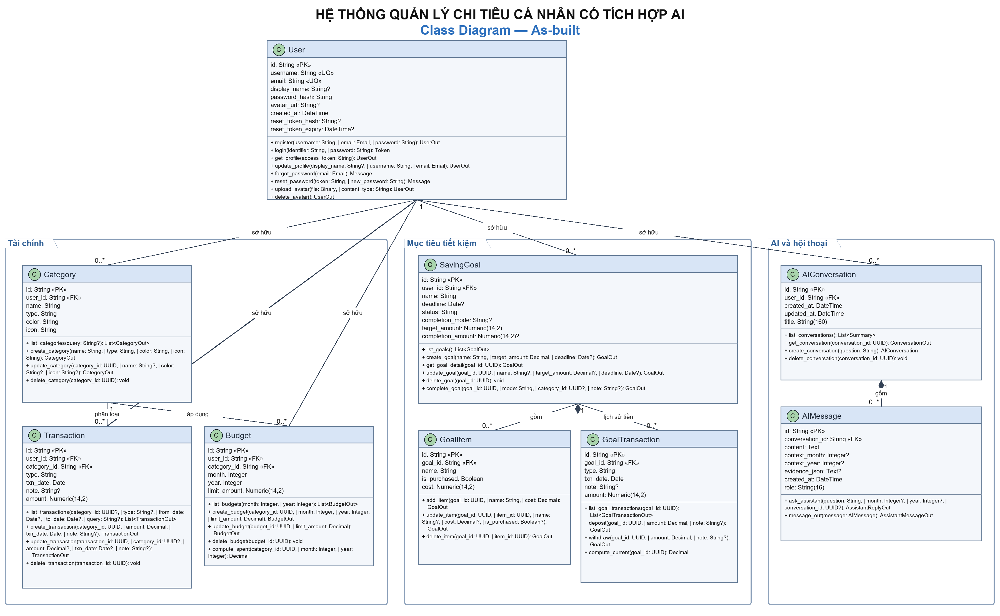 HỆ THỐNG QUẢN LÝ CHI TIÊU CÁ NHÂN CÓ TÍCH HỢP AI
Class Diagram — As-built
C User
id: String «PK»
username: String «UQ»
email: String «UQ»
display_name: String?
password_hash: String
avatar_url: String?
created_at: DateTime
reset_token_hash: String?
reset_token_expiry: DateTime?
+ register(username: String, | email: Email, | password: String): UserOut
+ login(identifier: String, | password: String): Token
+ get_profile(access_token: String): UserOut
+ update_profile(display_name: String?, | username: String, | email: Email): UserOut
+ forgot_password(email: Email): Message
+ reset_password(token: String, | new_password: String): Message
+ upload_avatar(file: Binary, | content_type: String): UserOut
+ delete_avatar(): UserOut
1
sở hữu
sở hữu
sở hữu
sở hữu
sở hữu
Tài chính
0..*
C Category
id: String «PK»
user_id: String «FK»
name: String
type: String
color: String
icon: String
+ list_categories(query: String?): List<CategoryOut>
+ create_category(name: String, | type: String, | color: String, | icon:
String): CategoryOut
+ update_category(category_id: UUID, | name: String?, | color:
String?, | icon: String?): CategoryOut
+ delete_category(category_id: UUID): void
1
phân loại
0..*
áp dụng
0..*
C Transaction
id: String «PK»
user_id: String «FK»
category_id: String «FK»
type: String
txn_date: Date
note: String?
amount: Numeric(14,2)
+ list_transactions(category_id: UUID?, | type: String?, | from_date:
Date?, | to_date: Date?, | query: String?): List<TransactionOut>
+ create_transaction(category_id: UUID, | amount: Decimal, |
txn_date: Date, | note: String?): TransactionOut
+ update_transaction(transaction_id: UUID, | category_id: UUID?, |
amount: Decimal?, | txn_date: Date?, | note: String?):
TransactionOut
+ delete_transaction(transaction_id: UUID): void
C Budget
id: String «PK»
user_id: String «FK»
category_id: String «FK»
month: Integer
year: Integer
limit_amount: Numeric(14,2)
+ list_budgets(month: Integer, | year: Integer): List<BudgetOut>
+ create_budget(category_id: UUID, | month: Integer, | year: Integer,
| limit_amount: Decimal): BudgetOut
+ update_budget(budget_id: UUID, | limit_amount: Decimal):
BudgetOut
+ delete_budget(budget_id: UUID): void
+ compute_spent(category_id: UUID, | month: Integer, | year:
Integer): Decimal
Mục tiêu tiết kiệm
0..*
C SavingGoal
id: String «PK»
user_id: String «FK»
name: String
deadline: Date?
status: String
completion_mode: String?
target_amount: Numeric(14,2)
completion_amount: Numeric(14,2)?
+ list_goals(): List<GoalOut>
+ create_goal(name: String, | target_amount: Decimal, | deadline: Date?): GoalOut
+ get_goal_detail(goal_id: UUID): GoalOut
+ update_goal(goal_id: UUID, | name: String?, | target_amount: Decimal?, | deadline: Date?): GoalOut
+ delete_goal(goal_id: UUID): void
+ complete_goal(goal_id: UUID, | mode: String, | category_id: UUID?, | note: String?): GoalOut
1
gồm
0..*
lịch sử tiền
0..*
C GoalItem
id: String «PK»
goal_id: String «FK»
name: String
is_purchased: Boolean
cost: Numeric(14,2)
+ add_item(goal_id: UUID, | name: String, | cost: Decimal):
GoalOut
+ update_item(goal_id: UUID, | item_id: UUID, | name:
String?, | cost: Decimal?, | is_purchased: Boolean?):
GoalOut
+ delete_item(goal_id: UUID, | item_id: UUID): GoalOut
C GoalTransaction
id: String «PK»
goal_id: String «FK»
type: String
txn_date: Date
note: String?
amount: Numeric(14,2)
+ list_goal_transactions(goal_id: UUID):
List<GoalTransactionOut>
+ deposit(goal_id: UUID, | amount: Decimal, | note: String?):
GoalOut
+ withdraw(goal_id: UUID, | amount: Decimal, | note: String?):
GoalOut
+ compute_current(goal_id: UUID): Decimal
AI và hội thoại
0..*
C AIConversation
id: String «PK»
user_id: String «FK»
created_at: DateTime
updated_at: DateTime
title: String(160)
+ list_conversations(): List<Summary>
+ get_conversation(conversation_id: UUID): ConversationOut
+ create_conversation(question: String): AIConversation
+ delete_conversation(conversation_id: UUID): void
1
gồm
0..*
C AIMessage
id: String «PK»
conversation_id: String «FK»
content: Text
context_month: Integer?
context_year: Integer?
evidence_json: Text?
created_at: DateTime
role: String(16)
+ ask_assistant(question: String, | month: Integer?, | year: Integer?, |
conversation_id: UUID?): AssistantReplyOut
+ message_out(message: AIMessage): AssistantMessageOut